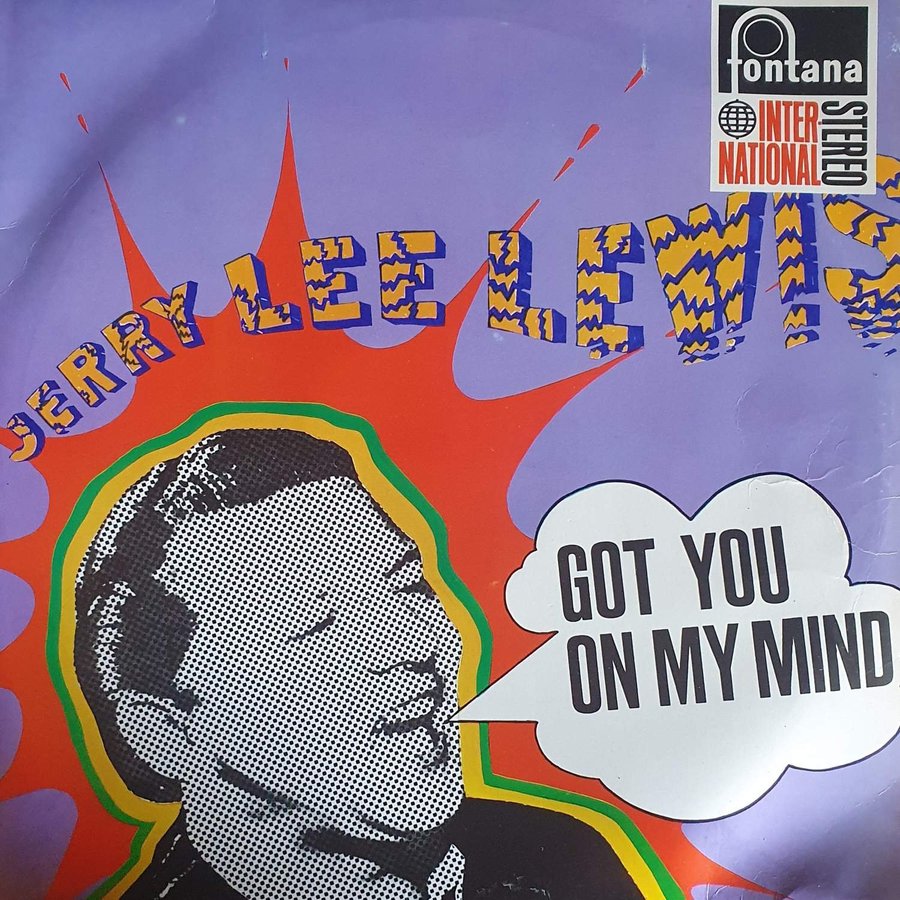 fontana
INTER-
NATIONAL
STEREO
JERRY LEE LEWIS
GOT YOU
ON MY MIND